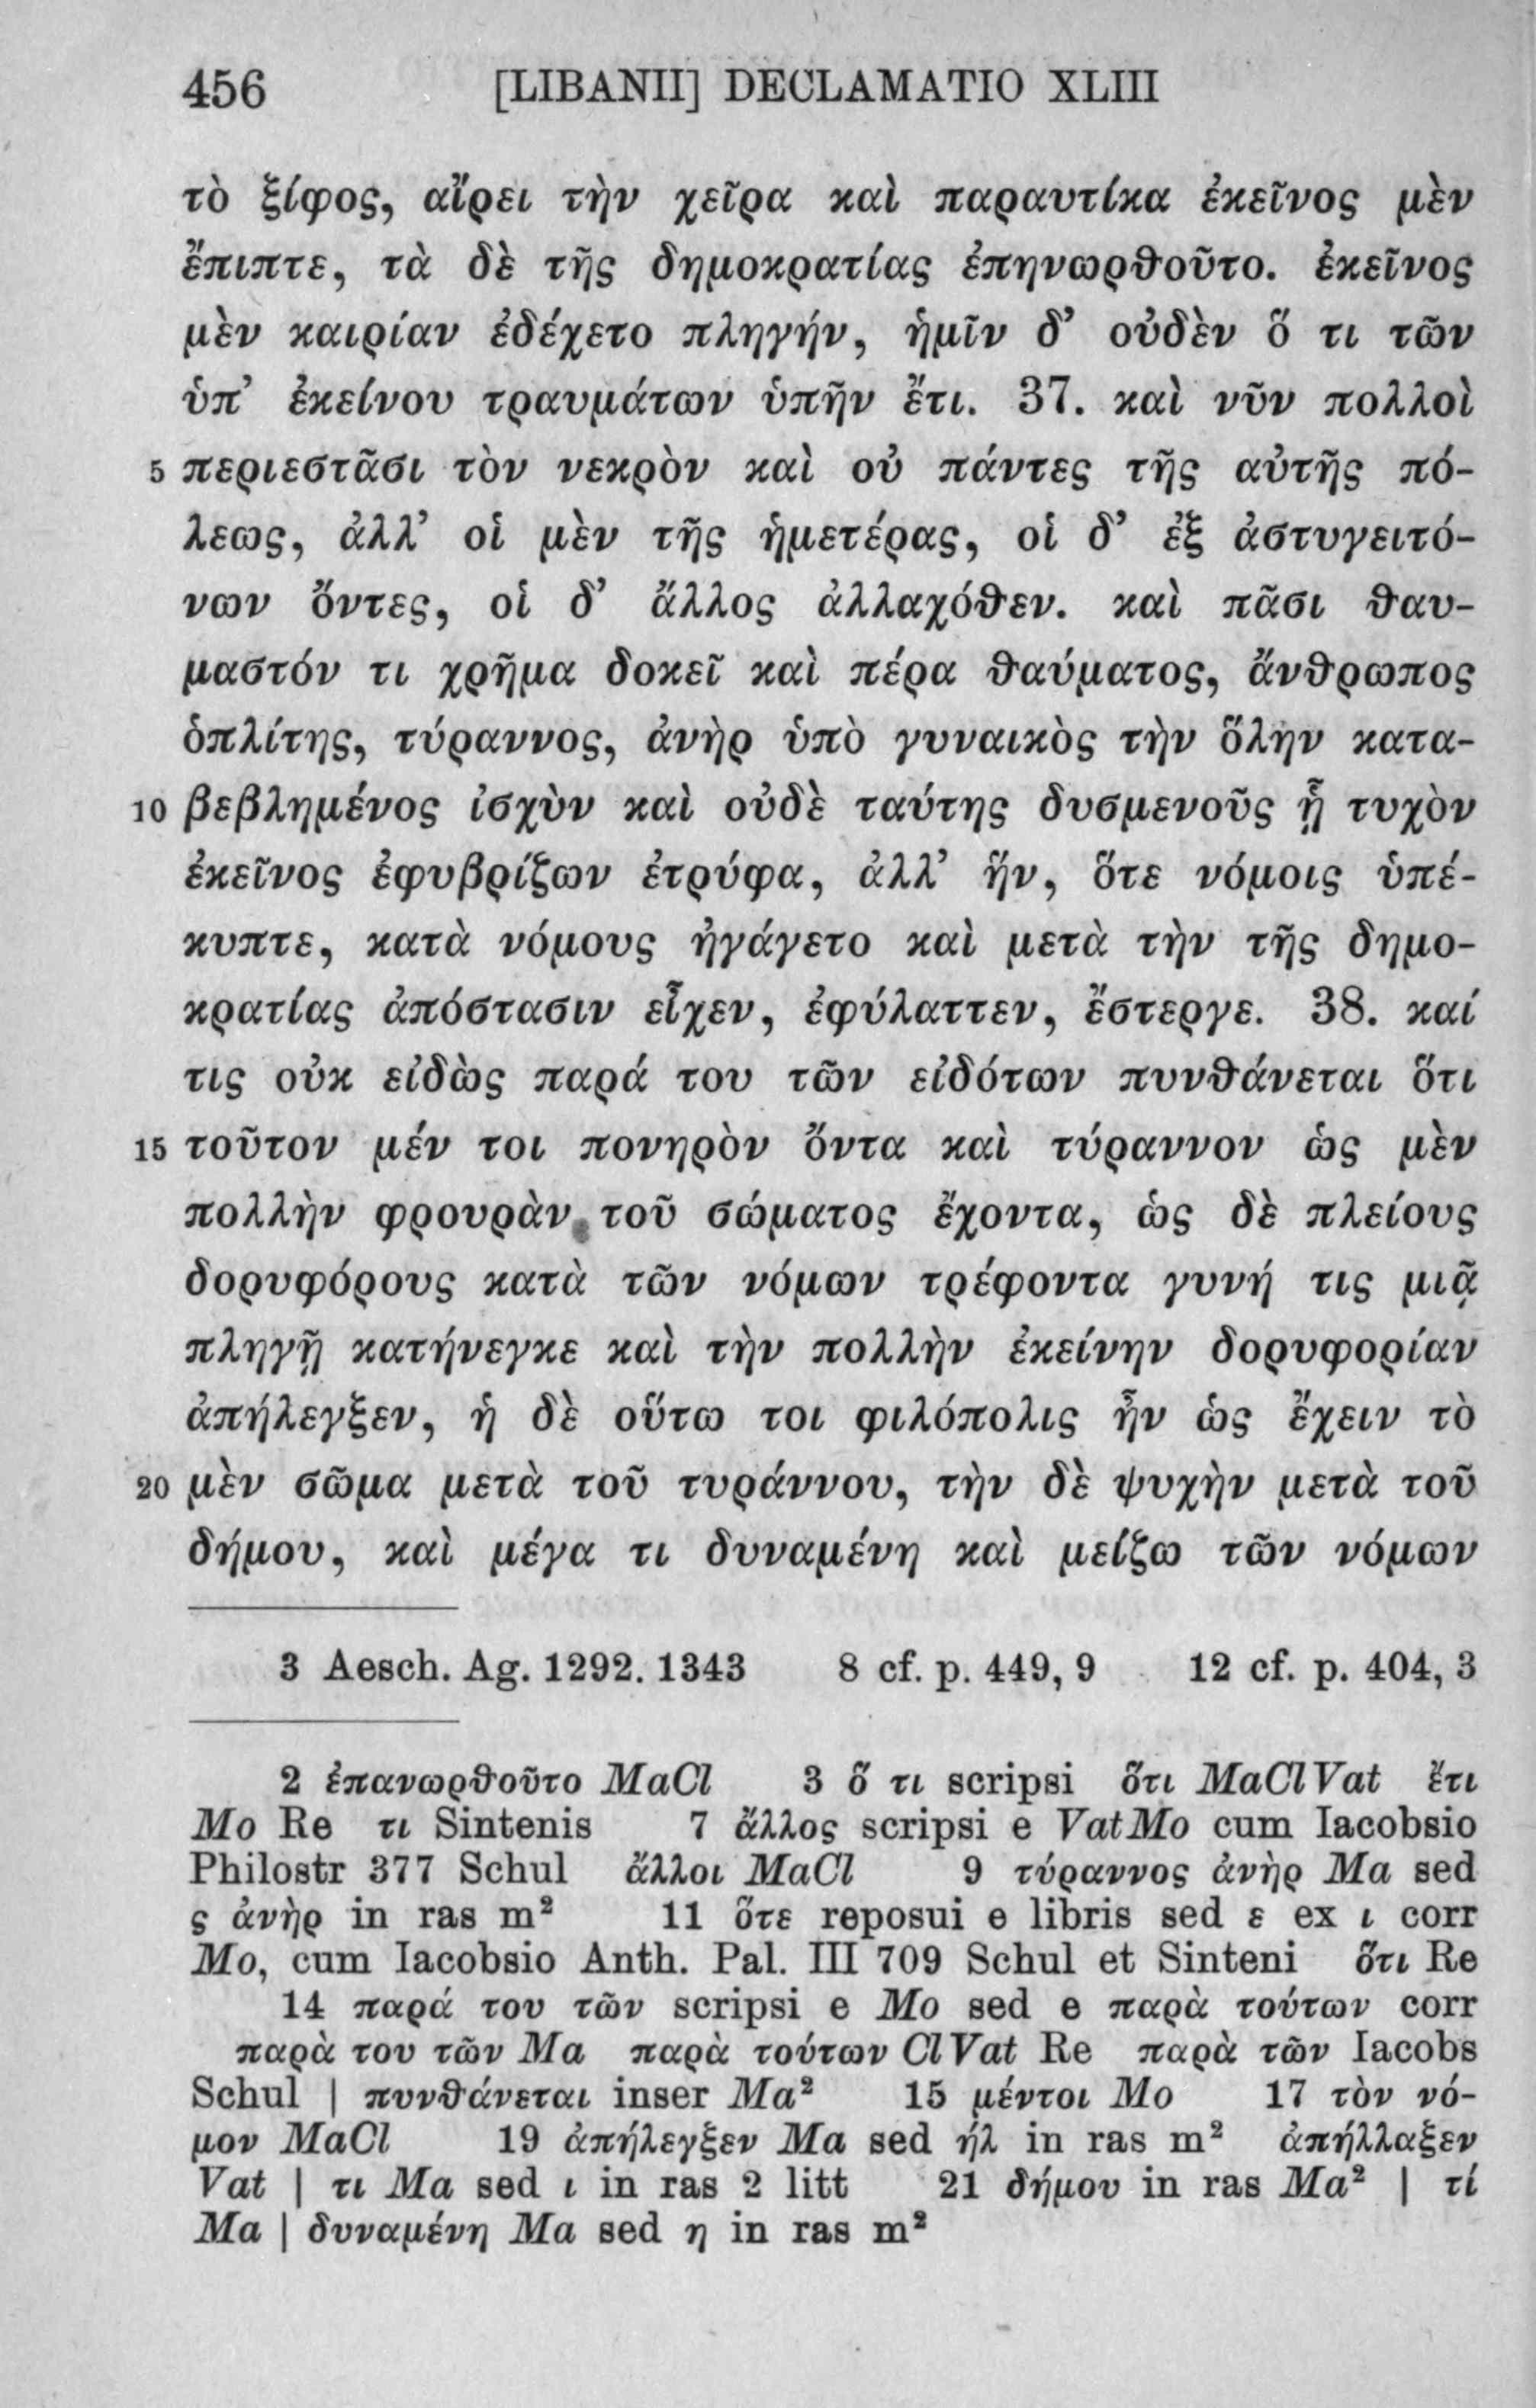 456 [LIBANII] DECLAMATIO XLIII
τὸ ξίφος, αἴρει τὴν χεῖρα καὶ παραυτίκα ἐκεῖνος μὲν
ἔπιπτε, τὰ δὲ τῆς δημοκρατίας ἐπηνωρθοῦτο. ἐκεῖνος
μὲν καιρίαν ἐδέχετο πληγήν, ἡμῖν δ’ οὐδὲν ὅ τι τῶν
ὑπ’ ἐκείνου τραυμάτων ὑπῆν ἔτι. 37. καὶ νῦν πολλοὶ
5 περιεστᾶσι τὸν νεκρὸν καὶ οὐ πάντες τῆς αὐτῆς πό-
λεως, ἀλλ’ οἱ μὲν τῆς ἡμετέρας, οἱ δ’ ἐξ ἀστυγειτό-
νων ὄντες, οἱ δ’ ἄλλος ἀλλαχόθεν. καὶ πᾶσι θαυ-
μαστόν τι χρῆμα δοκεῖ καὶ πέρα θαύματος, ἄνθρωπος
ὁπλίτης, τύραννος, ἀνὴρ ὑπὸ γυναικὸς τὴν ὅλην κατα-
10 βεβλημένος ἰσχὺν καὶ οὐδὲ ταύτης δυσμενοῦς ᾗ τυχὸν
ἐκεῖνος ἐφυβρίζων ἐτρύφα, ἀλλ’ ἥν, ὅτε νόμοις ὑπέ-
κυπτε, κατὰ νόμους ἠγάγετο καὶ μετὰ τὴν τῆς δημο-
κρατίας ἀπόστασιν εἶχεν, ἐφύλαττεν, ἔστεργε. 38. καί
τις οὐκ εἰδὼς παρά του τῶν εἰδότων πυνθάνεται ὅτι
15 τοῦτον μέν τοι πονηρὸν ὄντα καὶ τύραννον ὡς μὲν
πολλὴν φρουρὰν τοῦ σώματος ἔχοντα, ὡς δὲ πλείους
δορυφόρους κατὰ τῶν νόμων τρέφοντα γυνή τις μιᾷ
πληγῇ κατήνεγκε καὶ τὴν πολλὴν ἐκείνην δορυφορίαν
ἀπήλεγξεν, ἡ δὲ οὕτω τοι φιλόπολις ἦν ὡς ἔχειν τὸ
20 μὲν σῶμα μετὰ τοῦ τυράννου, τὴν δὲ ψυχὴν μετὰ τοῦ
δήμου, καὶ μέγα τι δυναμένη καὶ μείζω τῶν νόμων
3 Aesch. Ag. 1292. 1343 8 cf. p. 449, 9 12 cf. p. 404, 3
2 ἐπανωρθοῦτο MaCl 3 ὅ τι scripsi ὅτι MaClVat ἔτι
Mo Re τι Sintenis 7 ἄλλος scripsi e VatMo cum Iacobsio
Philostr 377 Schul ἄλλοι MaCl 9 τύραννος ἀνὴρ Ma sed
ς ἀνὴρ in ras m² 11 ὅτε reposui e libris sed ε ex ι corr
Mo, cum Iacobsio Anth. Pal. III 709 Schul et Sinteni ὅτι Re
14 παρά του τῶν scripsi e Mo sed e παρὰ τούτων corr
παρὰ του τῶν Ma παρὰ τούτων ClVat Re παρὰ τῶν Iacobs
Schul | πυνθάνεται inser Ma² 15 μέντοι Mo 17 τὸν νό-
μον MaCl 19 ἀπήλεγξεν Ma sed ήλ in ras m² ἀπήλλαξεν
Vat | τι Ma sed ι in ras 2 litt 21 δήμου in ras Ma² | τί
Ma | δυναμένη Ma sed η in ras m²